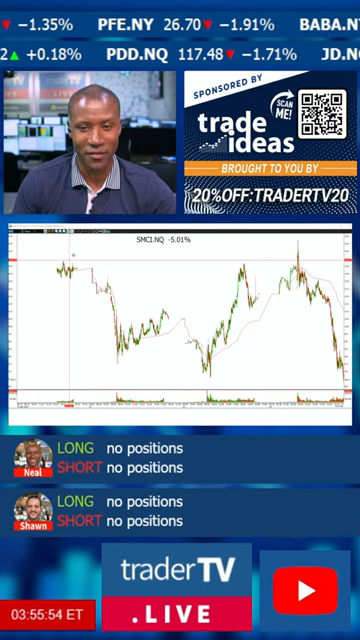 ▼ −1.35% PFE.NY 26.70 ▼ −1.91% BABA.N
2▲ +0.18% PDD.NQ 117.48 ▼ −1.71% JD.N
SPONSORED BY
SCAN ME!
trade ideas
BROUGHT TO YOU BY
20%OFF:TRADERTV20
SMCI.NQ -5.01%
LONG no positions
SHORT no positions
Neal
LONG no positions
SHORT no positions
Shawn
traderTV
.LIVE
03:55:54 ET